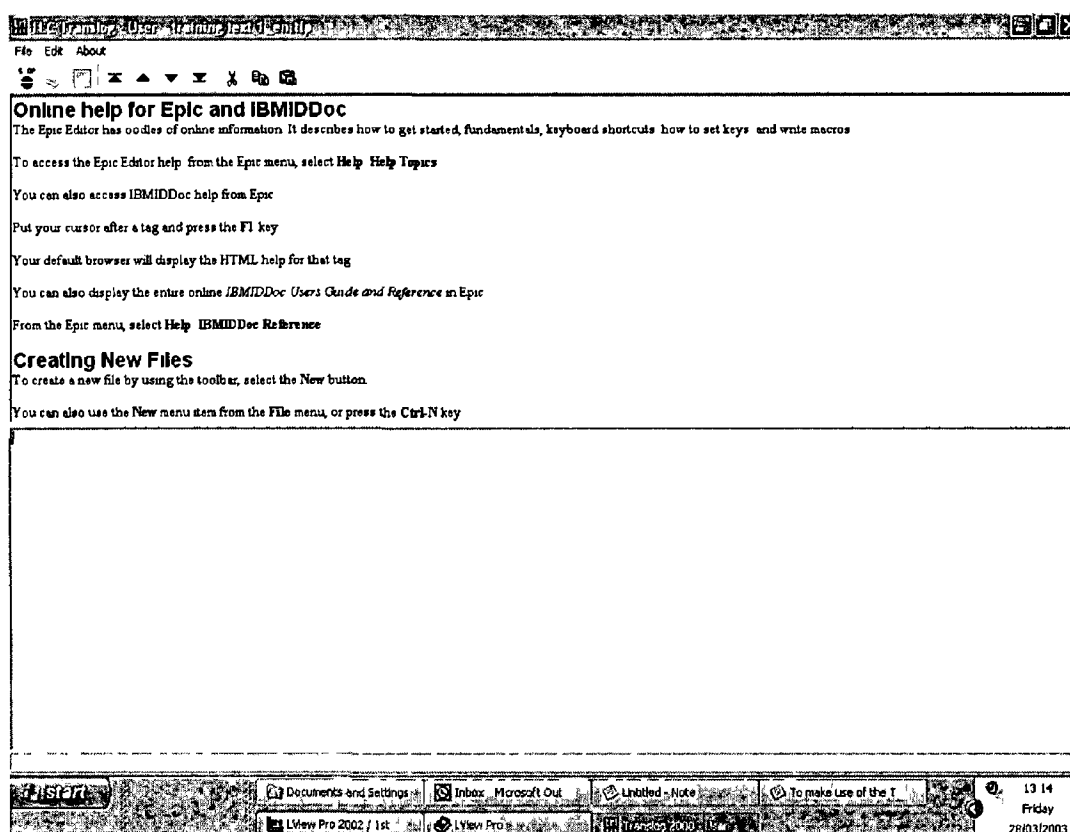 File Edit About
Online help for Epic and IBMIDDoc
The Epic Editor has oodles of online information It describes how to get started, fundamentals, keyboard shortcuts how to set keys and write macros
To access the Epic Editor help from the Epic menu, select Help Help Topics
You can also access IBMIDDoc help from Epic
Put your cursor after a tag and press the F1 key
Your default browser will display the HTML help for that tag
You can also display the entire online IBMIDDoc Users Guide and Reference in Epic
From the Epic menu, select Help IBMIDDoc Reference
Creating New Files
To create a new file by using the toolbar, select the New button
You can also use the New menu item from the File menu, or press the Ctrl-N key
start Documents and Settings Inbox Microsoft Out Untitled - Note To make use of the T 13 14
Friday
LView Pro 2002 / 1st LView Pro Translog 2000 User 28/03/2003